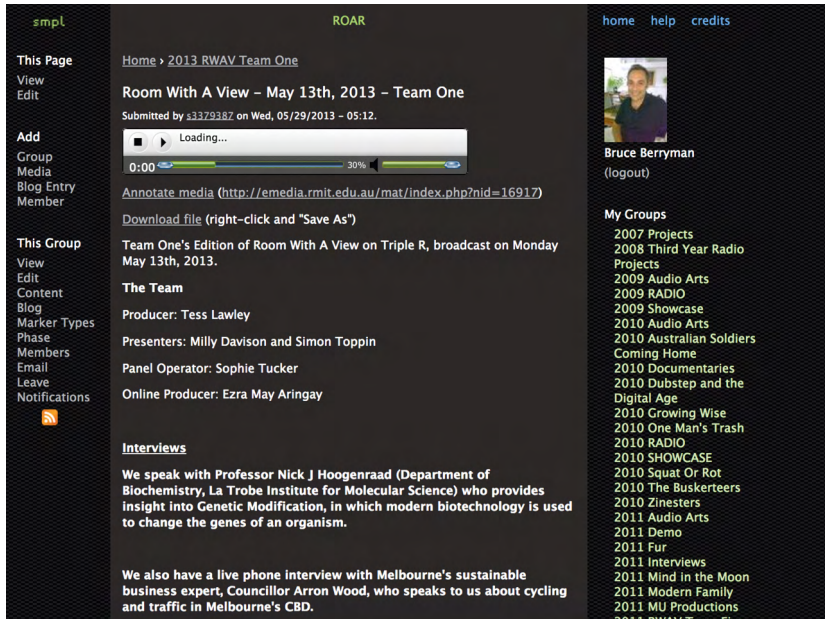 smpl
ROAR
home help credits
This Page
View
Edit
Add
Group
Media
Blog Entry
Member
This Group
View
Edit
Content
Blog
Marker Types
Phase
Members
Email
Leave
Notifications
Home › 2013 RWAV Team One
Room With A View – May 13th, 2013 – Team One
Submitted by s3379387 on Wed, 05/29/2013 – 05:12.
Loading...
0:00
30%
Annotate media (http://emedia.rmit.edu.au/mat/index.php?nid=16917)
Download file (right-click and "Save As")
Team One's Edition of Room With A View on Triple R, broadcast on Monday
May 13th, 2013.
The Team
Producer: Tess Lawley
Presenters: Milly Davison and Simon Toppin
Panel Operator: Sophie Tucker
Online Producer: Ezra May Aringay
Interviews
We speak with Professor Nick J Hoogenraad (Department of
Biochemistry, La Trobe Institute for Molecular Science) who provides
insight into Genetic Modification, in which modern biotechnology is used
to change the genes of an organism.
We also have a live phone interview with Melbourne's sustainable
business expert, Councillor Arron Wood, who speaks to us about cycling
and traffic in Melbourne's CBD.
Bruce Berryman
(logout)
My Groups
2007 Projects
2008 Third Year Radio
Projects
2009 Audio Arts
2009 RADIO
2009 Showcase
2010 Audio Arts
2010 Australian Soldiers
Coming Home
2010 Documentaries
2010 Dubstep and the
Digital Age
2010 Growing Wise
2010 One Man's Trash
2010 RADIO
2010 SHOWCASE
2010 Squat Or Rot
2010 The Buskerteers
2010 Zinesters
2011 Audio Arts
2011 Demo
2011 Fur
2011 Interviews
2011 Mind in the Moon
2011 Modern Family
2011 MU Productions